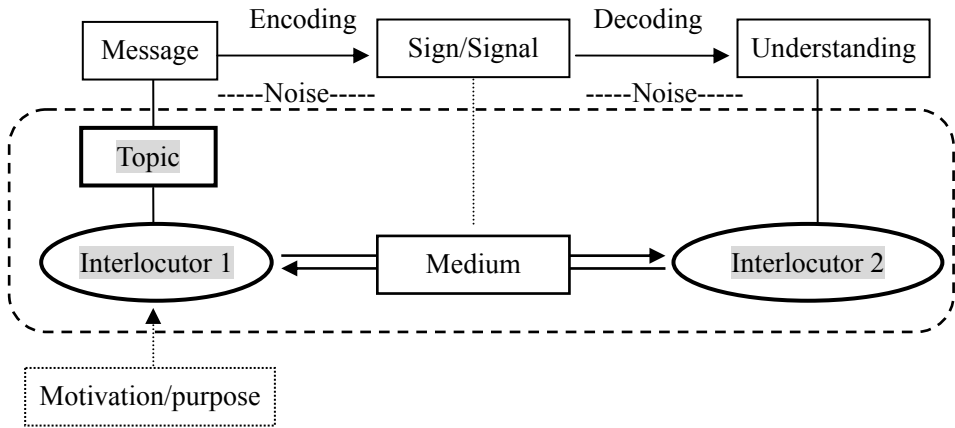 Encoding
Decoding
Message
Sign/Signal
Understanding
-----Noise-----
-----Noise-----
Topic
Interlocutor 1
Medium
Interlocutor 2
Motivation/purpose